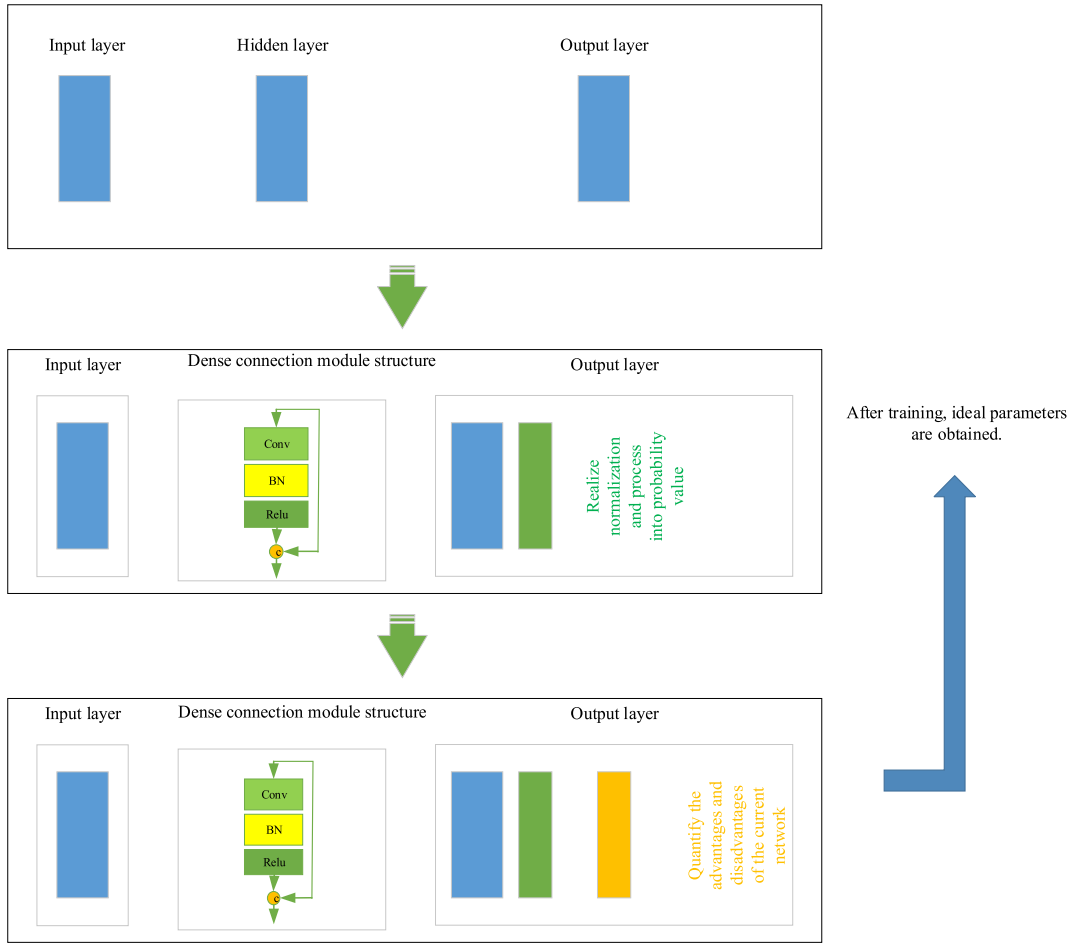 Input layer
Hidden layer
Output layer
Input layer
Dense connection module structure
Output layer
Conv
BN
Relu
c
Realize
normalization
and process
into probability
value
After training, ideal parameters
are obtained.
Input layer
Dense connection module structure
Output layer
Conv
BN
Relu
c
Quantify the
advantages and
disadvantages
of the current
network